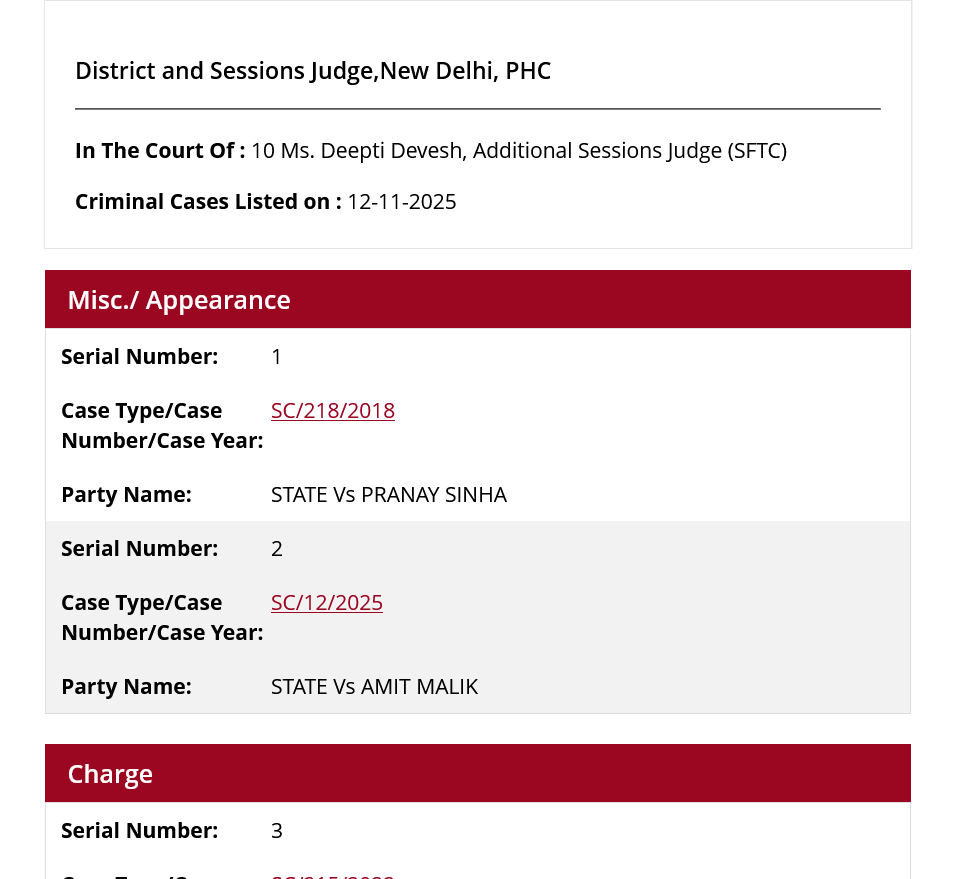 District and Sessions Judge,New Delhi, PHC
In The Court Of : 10 Ms. Deepti Devesh, Additional Sessions Judge (SFTC)
Criminal Cases Listed on : 12-11-2025
Misc./ Appearance
Serial Number: 1
Case Type/Case Number/Case Year: SC/218/2018
Party Name: STATE Vs PRANAY SINHA
Serial Number: 2
Case Type/Case Number/Case Year: SC/12/2025
Party Name: STATE Vs AMIT MALIK
Charge
Serial Number: 3